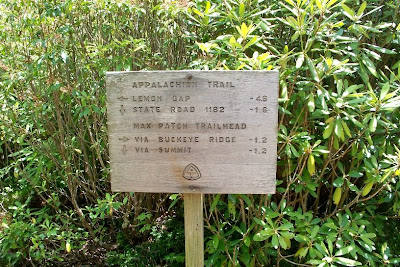 APPALACHIAN TRAIL
LEMON GAP -4.9
STATE ROAD 1182 -1.6
MAX PATCH TRAILHEAD
VIA BUCKEYE RIDGE -1.2
VIA SUMMIT -1.2